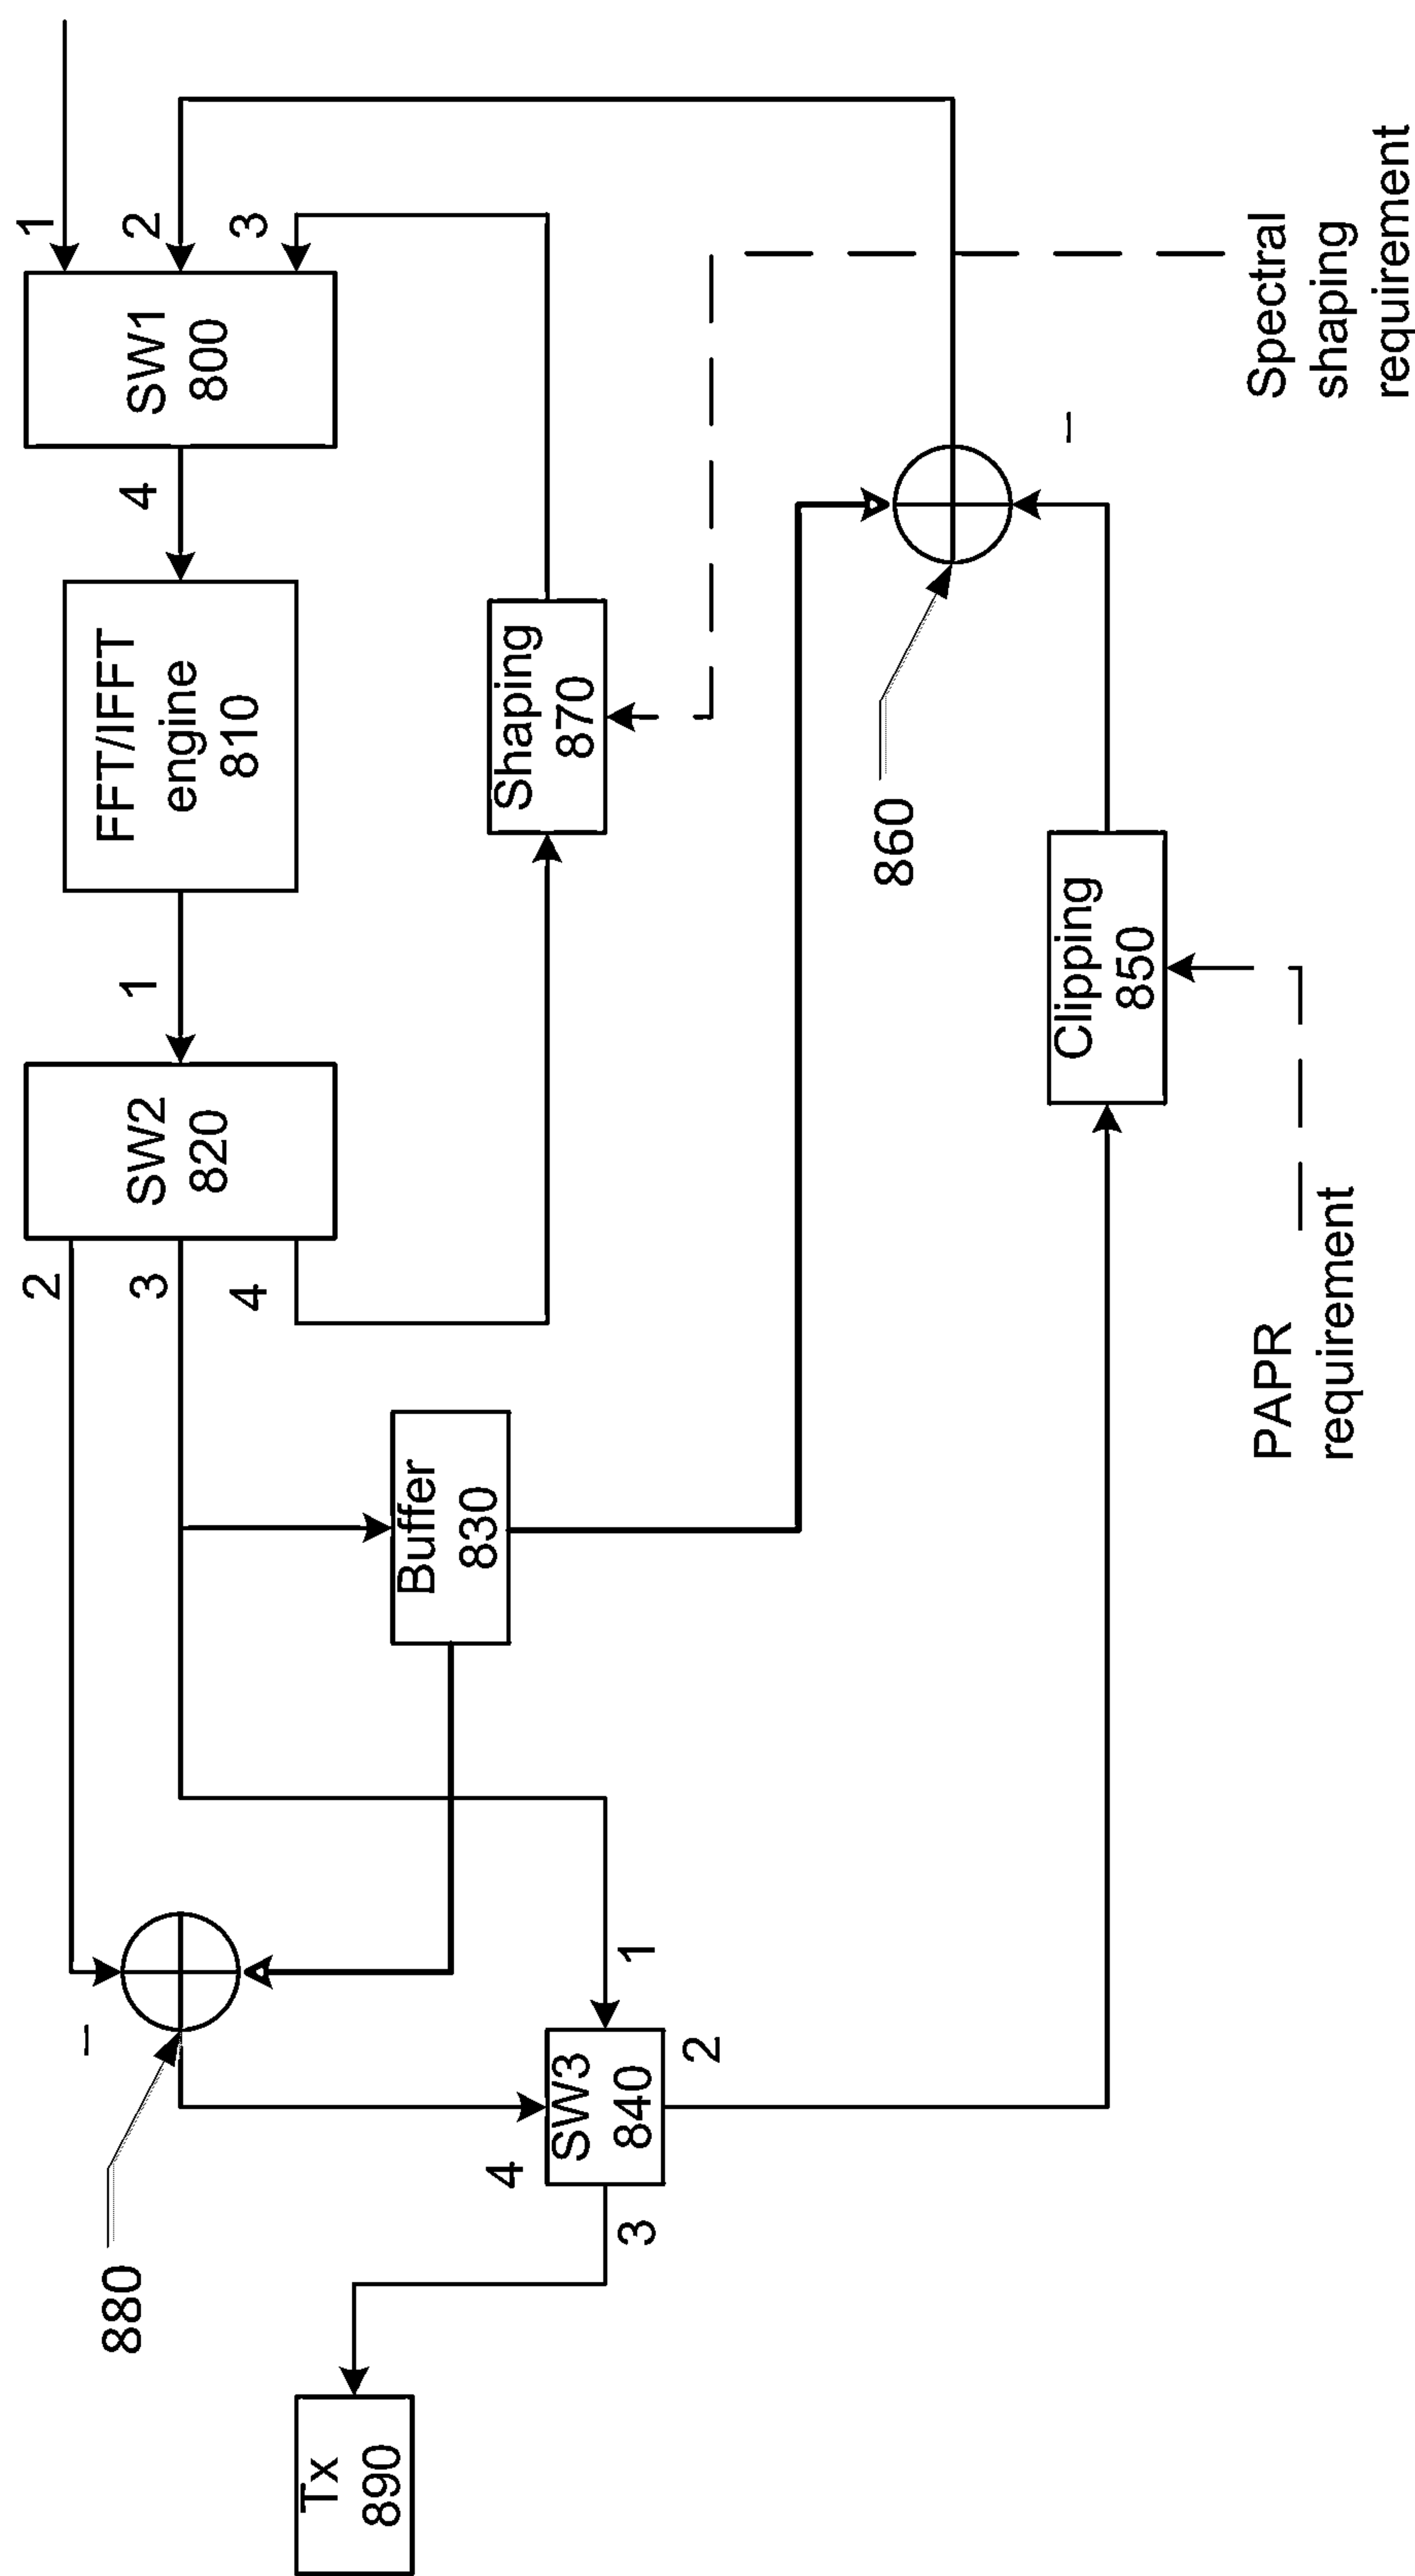 1
2
3
SW1
800
4
FFT/IFFT
engine
810
1
SW2
820
2
3
4
Shaping
870
Spectral
shaping
requirement
–
860
Clipping
850
PAPR
requirement
Buffer
830
–
880
1
SW3
840
2
4
3
Tx
890